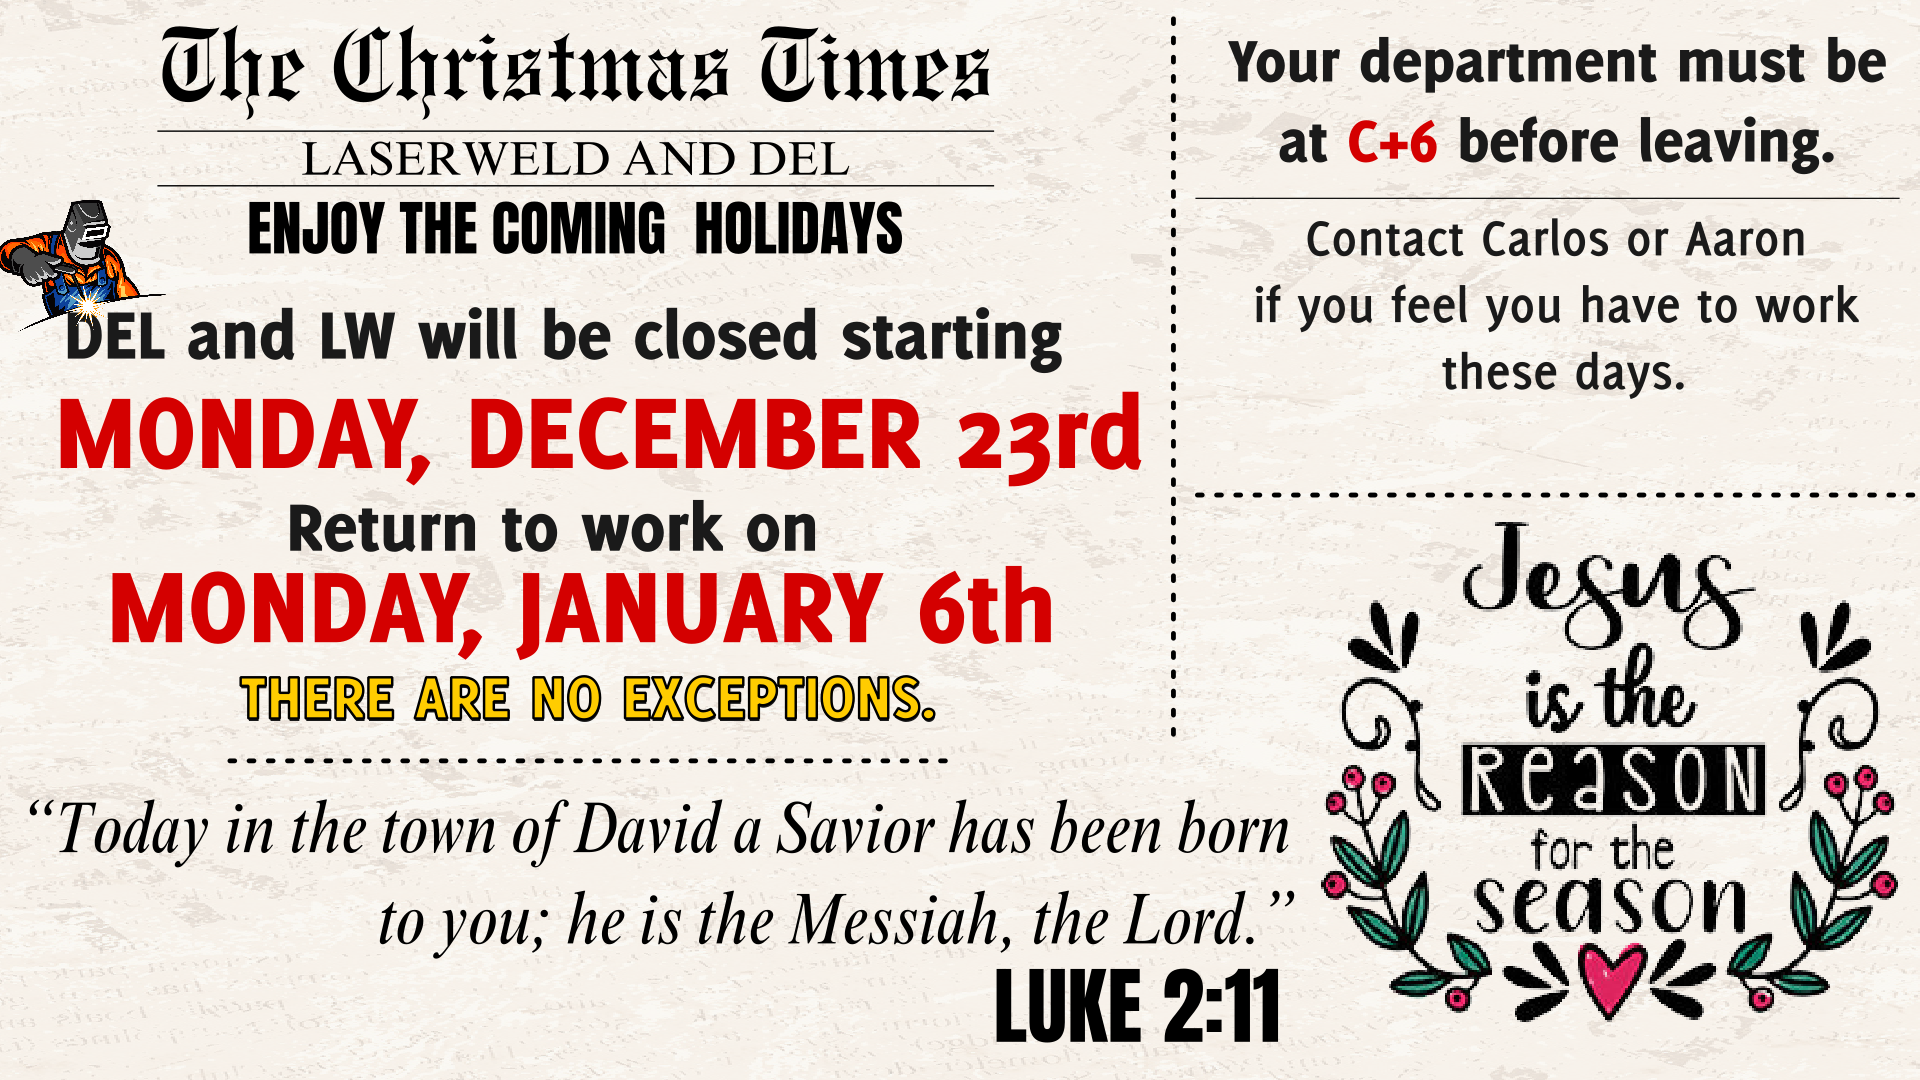 The Christmas Times
LASERWELD AND DEL
ENJOY THE COMING HOLIDAYS
DEL and LW will be closed starting
MONDAY, DECEMBER 23rd
Return to work on
MONDAY, JANUARY 6th
THERE ARE NO EXCEPTIONS.
Your department must be
at C+6 before leaving.
Contact Carlos or Aaron
if you feel you have to work
these days.
“Today in the town of David a Savior has been born
to you; he is the Messiah, the Lord.”
LUKE 2:11
Jesus
is the
REASON
for the
season